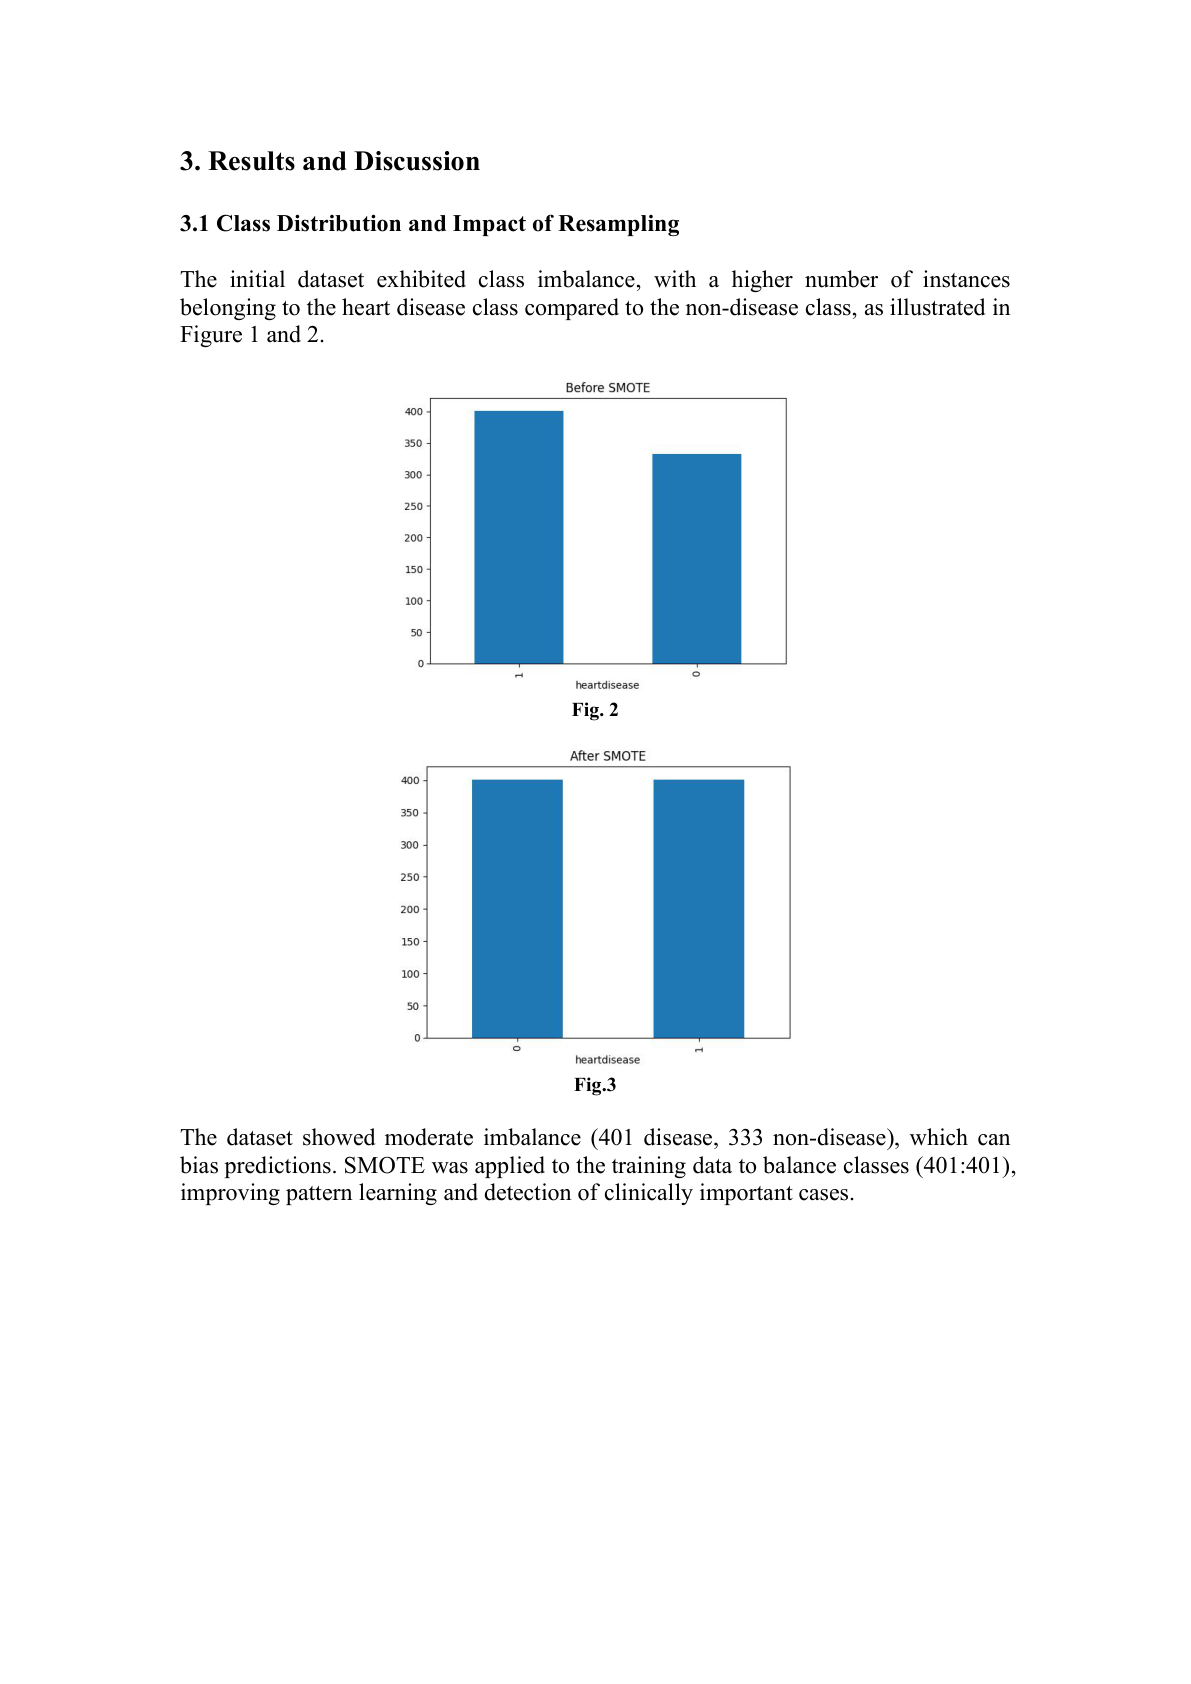 3. Results and Discussion
3.1 Class Distribution and Impact of Resampling
The initial dataset exhibited class imbalance, with a higher number of instances
belonging to the heart disease class compared to the non-disease class, as illustrated in
Figure 1 and 2.
Before SMOTE
400
350
300
250
200
150
100
50
0
1
0
heartdisease
Fig. 2
After SMOTE
400
350
300
250
200
150
100
50
0
0
1
heartdisease
Fig.3
The dataset showed moderate imbalance (401 disease, 333 non-disease), which can
bias predictions. SMOTE was applied to the training data to balance classes (401:401),
improving pattern learning and detection of clinically important cases.